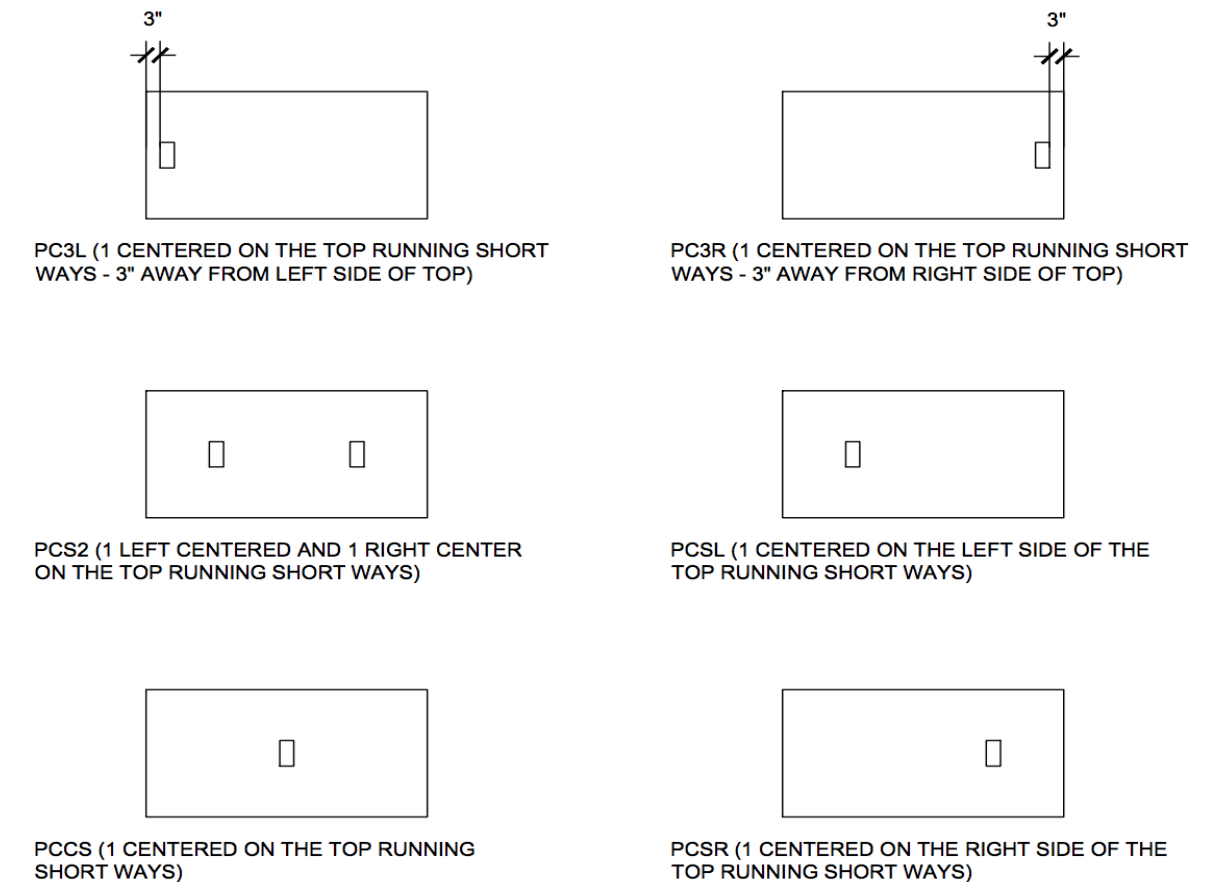 3"
3"
PC3L (1 CENTERED ON THE TOP RUNNING SHORT
WAYS - 3" AWAY FROM LEFT SIDE OF TOP)
PC3R (1 CENTERED ON THE TOP RUNNING SHORT
WAYS - 3" AWAY FROM RIGHT SIDE OF TOP)
PCS2 (1 LEFT CENTERED AND 1 RIGHT CENTER
ON THE TOP RUNNING SHORT WAYS)
PCSL (1 CENTERED ON THE LEFT SIDE OF THE
TOP RUNNING SHORT WAYS)
PCCS (1 CENTERED ON THE TOP RUNNING
SHORT WAYS)
PCSR (1 CENTERED ON THE RIGHT SIDE OF THE
TOP RUNNING SHORT WAYS)